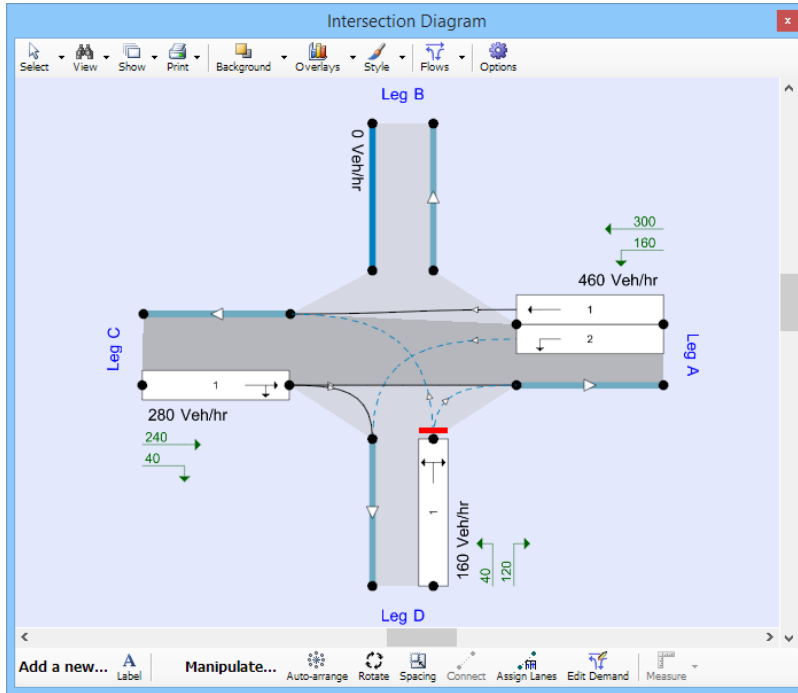 Intersection Diagram
x
Select View Show Print Background Overlays Style Flows Options
Leg B
0 Veh/hr
300
160
460 Veh/hr
1
2
Leg C
Leg A
1
280 Veh/hr
240
40
1
160 Veh/hr
40
120
Leg D
Add a new... A Label Manipulate... Auto-arrange Rotate Spacing Connect Assign Lanes Edit Demand Measure